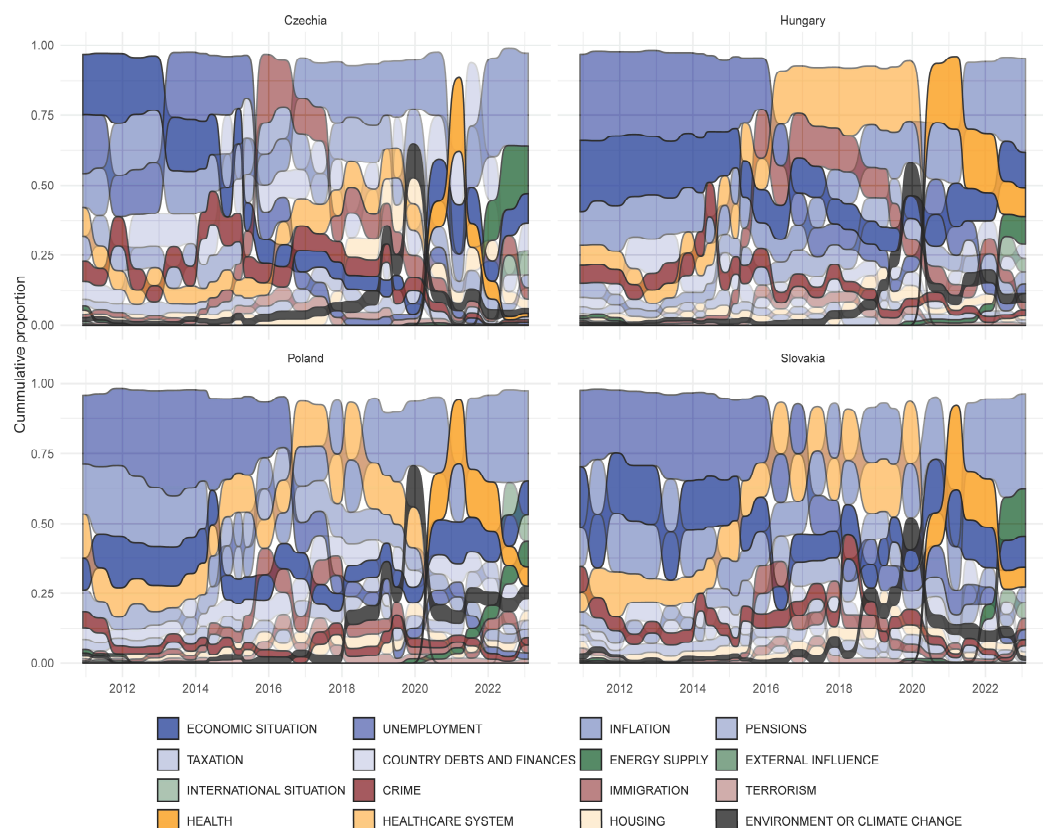 Czechia
Hungary
1.00
0.75
0.50
0.25
0.00
Cummulative proportion
Poland
Slovakia
1.00
0.75
0.50
0.25
0.00
2012 2014 2016 2018 2020 2022
2012 2014 2016 2018 2020 2022
ECONOMIC SITUATION UNEMPLOYMENT INFLATION PENSIONS
TAXATION COUNTRY DEBTS AND FINANCES ENERGY SUPPLY EXTERNAL INFLUENCE
INTERNATIONAL SITUATION CRIME IMMIGRATION TERRORISM
HEALTH HEALTHCARE SYSTEM HOUSING ENVIRONMENT OR CLIMATE CHANGE